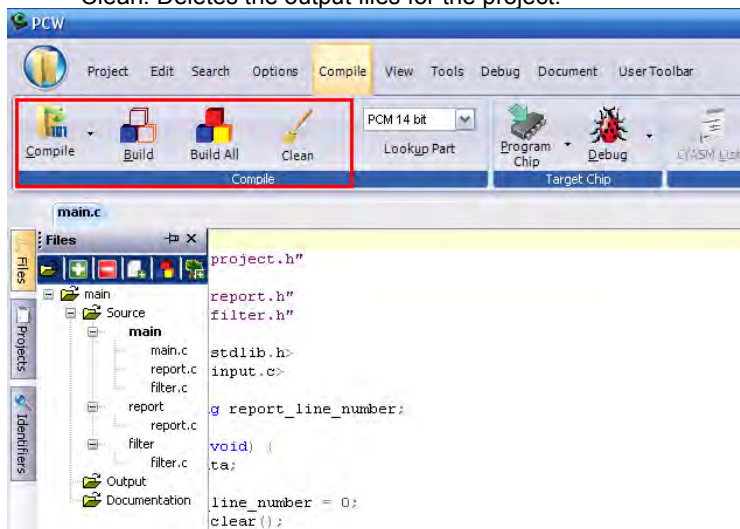 Clean: Deletes the output files for the project.
PCW
Project Edit Search Options Compile View Tools Debug Document User Toolbar
Compile Build Build All Clean
PCM 14 bit
Lookup Part
Program Chip Debug
C/ASM List
Compile Target Chip
main.c
Files
Files
Projects
Identifiers
main
Source
main
main.c
report.c
filter.c
report
report.c
filter
filter.c
Output
Documentation
project.h"
report.h"
filter.h"
stdlib.h>
input.c>
g report_line_number;
void) {
ta;
line_number = 0;
clear();